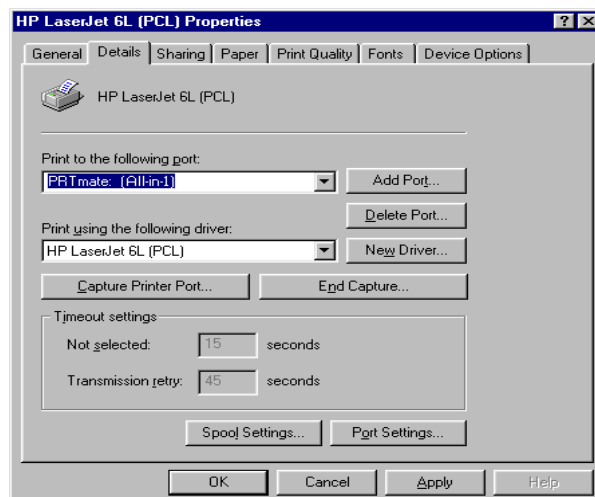 HP LaserJet 6L (PCL) Properties
General Details Sharing Paper Print Quality Fonts Device Options
HP LaserJet 6L (PCL)
Print to the following port:
PRTmate: (All-in-1) Add Port...
Delete Port...
Print using the following driver:
HP LaserJet 6L (PCL) New Driver...
Capture Printer Port... End Capture...
Timeout settings
Not selected: 15 seconds
Transmission retry: 45 seconds
Spool Settings... Port Settings...
OK Cancel Apply Help